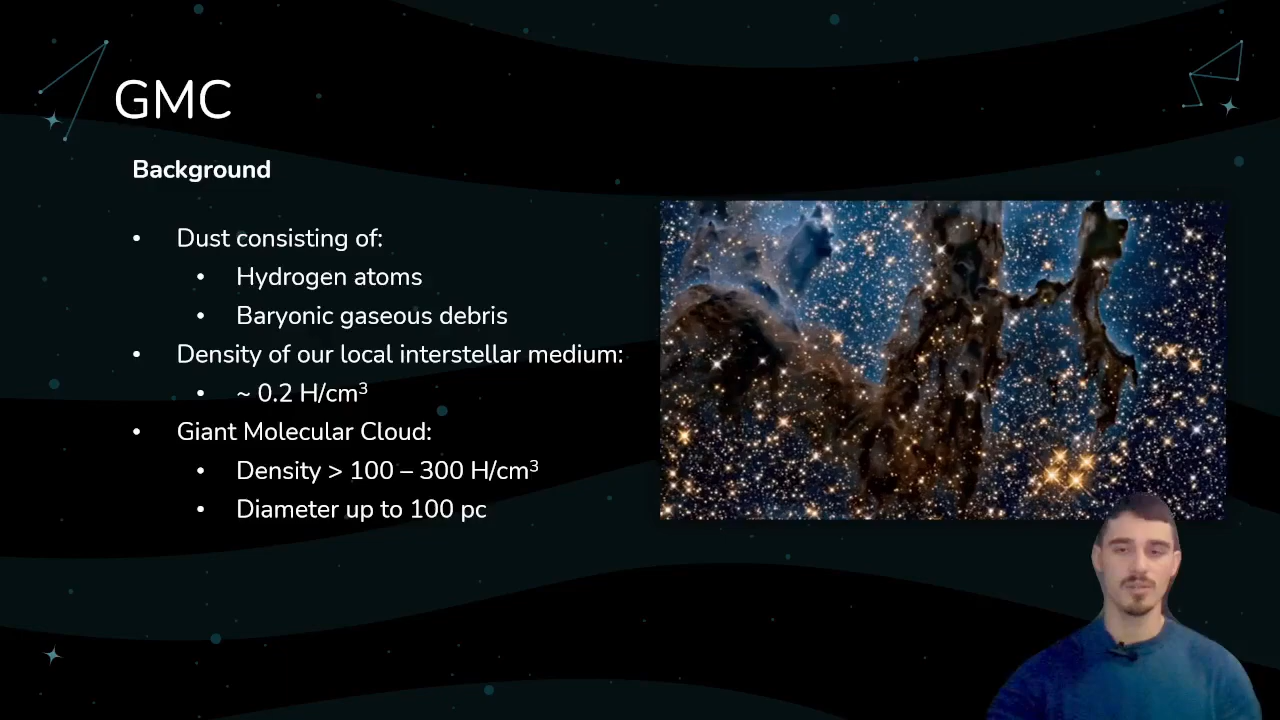 GMC
Background
• Dust consisting of:
• Hydrogen atoms
• Baryonic gaseous debris
• Density of our local interstellar medium:
• ~ 0.2 H/cm³
• Giant Molecular Cloud:
• Density > 100 – 300 H/cm³
• Diameter up to 100 pc